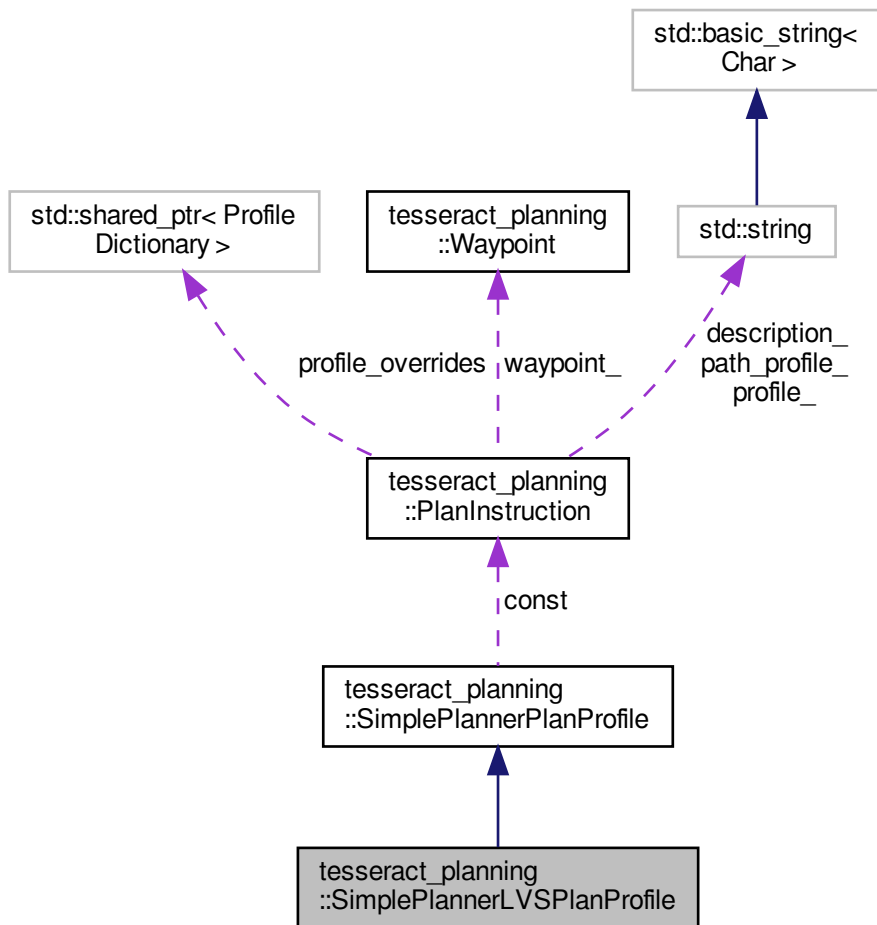 std::basic_string<
Char >
std::shared_ptr< Profile
Dictionary >
tesseract_planning
::Waypoint
std::string
profile_overrides
waypoint_
description_
path_profile_
profile_
tesseract_planning
::PlanInstruction
const
tesseract_planning
::SimplePlannerPlanProfile
tesseract_planning
::SimplePlannerLVSPlanProfile